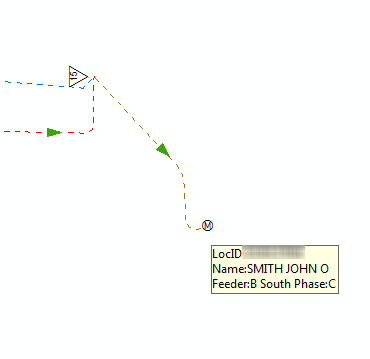 15
M
LocID
Name:SMITH JOHN O
Feeder:B South Phase:C